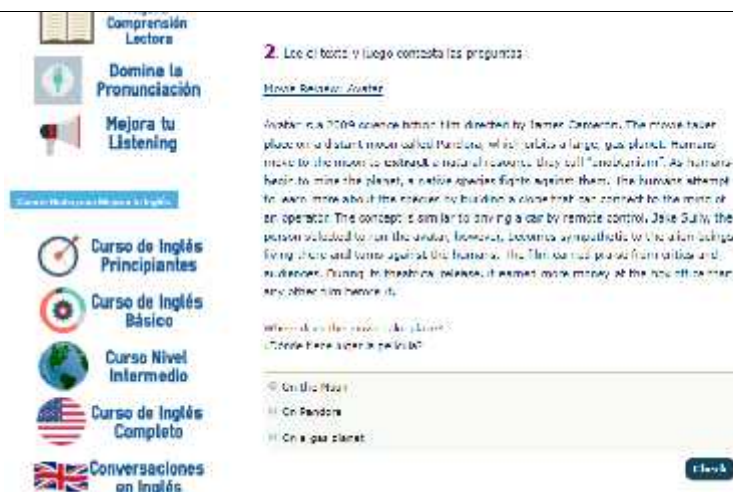 Comprensión
Lectora
Domina la
Pronunciación
Mejora tu
Listening
Curso de Inglés
Principiantes
Curso de Inglés
Básico
Curso Nivel
Intermedio
Curso de Inglés
Completo
Conversaciones
en Inglés
2. Lee el texto y luego contesta las preguntas
Movie Review: Avatar
Avatar is a 2009 science fiction film directed by James Cameron. The movie takes
place on a distant moon called Pandora, which orbits a large, gas planet. Humans
move to the moon to extract a natural resource they call "unobtanium". As humans
begin to mine the planet, a native species fights against them. The humans attempt
to learn more about the species by building a clone that can connect to the mind of
an operator. The concept is similar to driving a car by remote control. Jake Sully, the
person selected to run the avatar, however, becomes sympathetic to the alien beings
living there and turns against the humans. The film earned praise from critics and
audiences. During its theatrical release, it earned more money at the box office than
any other film before it.
Where does the movie take place?
¿Dónde tiene lugar la película?
On the Moon
On Pandora
On a gas planet
Check